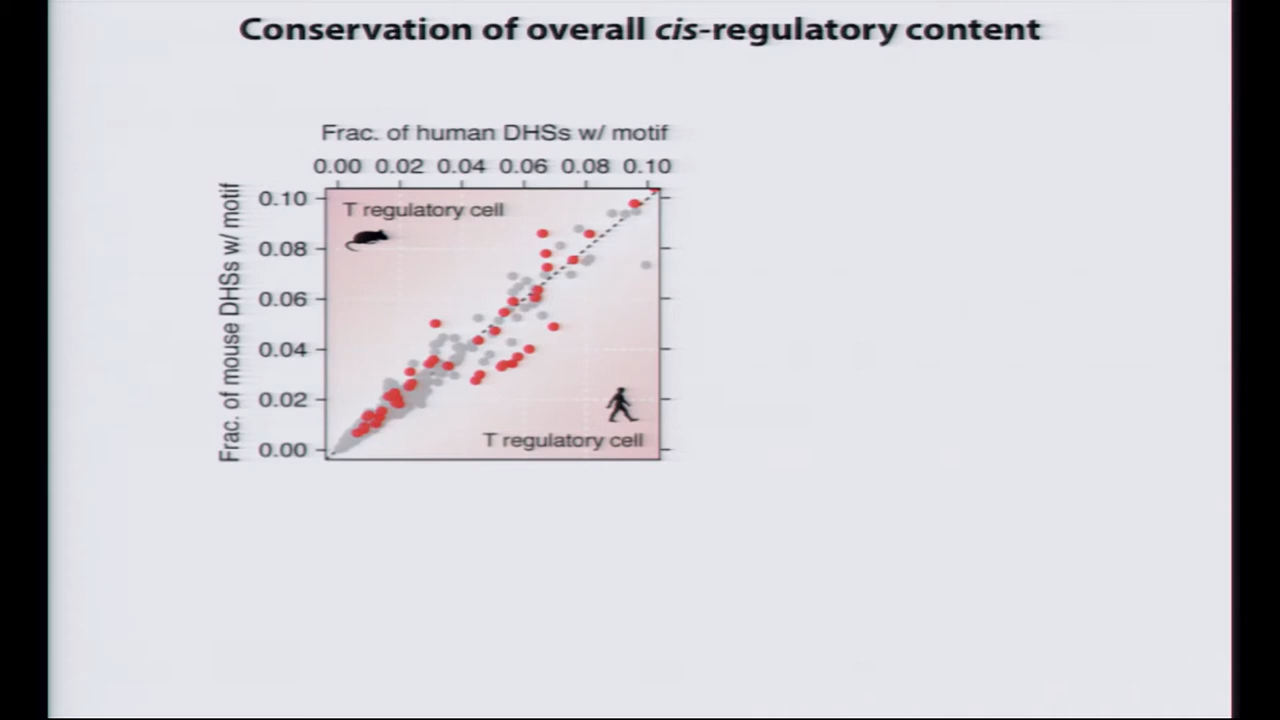 Conservation of overall cis-regulatory content
Frac. of human DHSs w/ motif
0.00 0.02 0.04 0.06 0.08 0.10
Frac. of mouse DHSs w/ motif
0.10
0.08
0.06
0.04
0.02
0.00
T regulatory cell
T regulatory cell